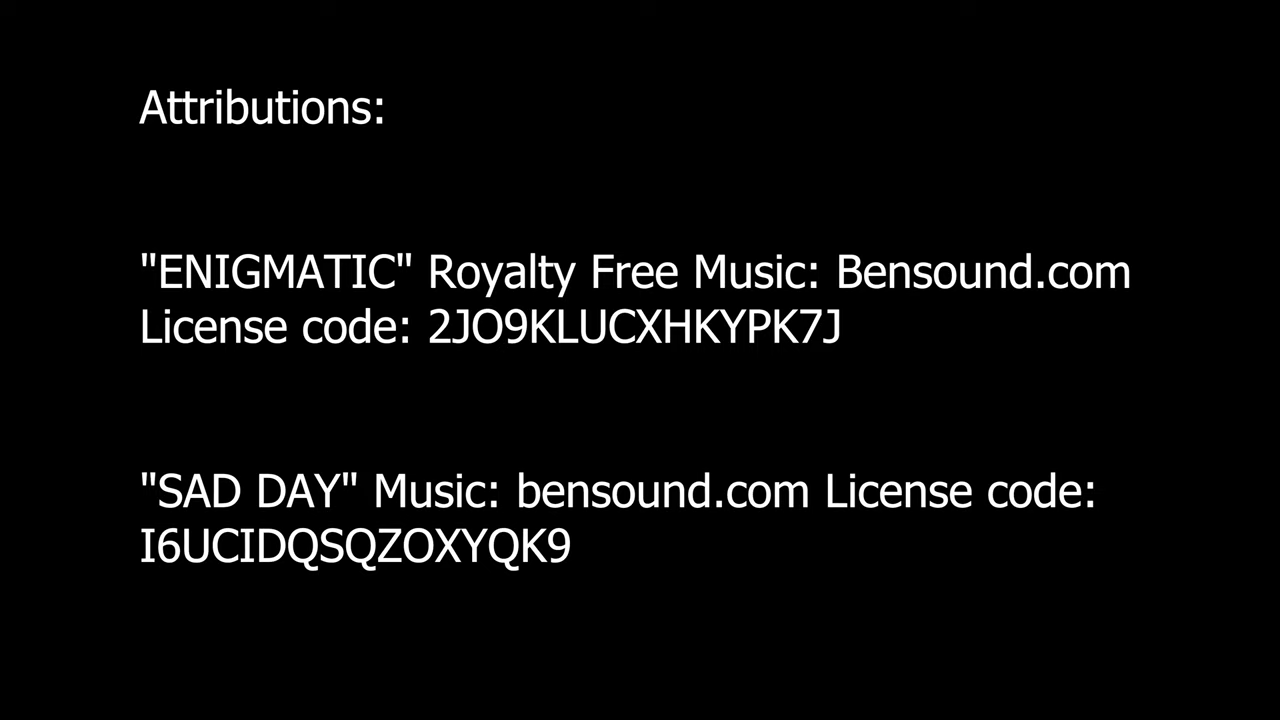 Attributions:
"ENIGMATIC" Royalty Free Music: Bensound.com
License code: 2JO9KLUCXHKYPK7J
"SAD DAY" Music: bensound.com License code:
I6UCIDQSQZOXYQK9